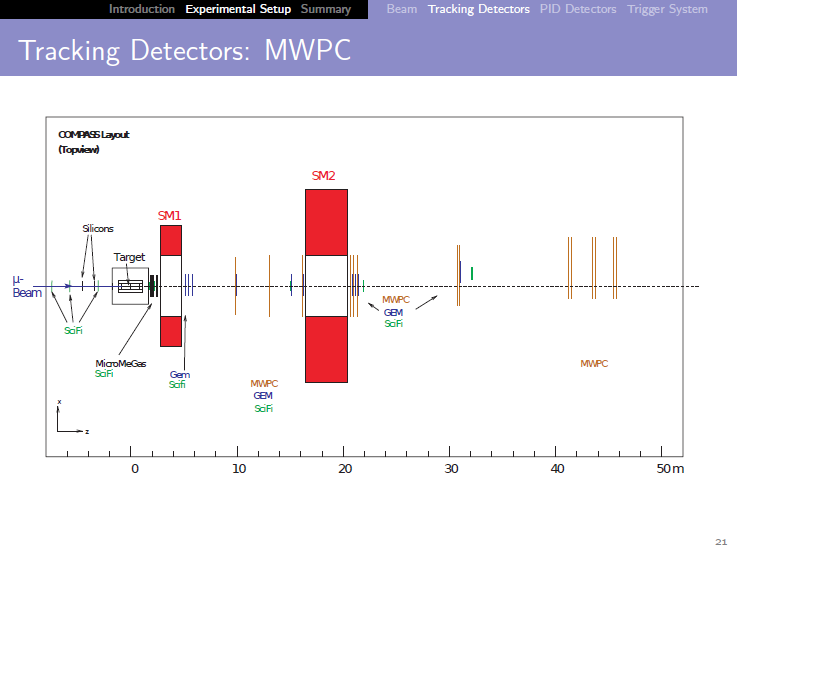 Introduction Experimental Setup Summary
Beam Tracking Detectors PID Detectors Trigger System
Tracking Detectors: MWPC
COMPASS Layout
(Topview)
SM2
SM1
Silicons
Target
μ-
Beam
MWPC
GEM
SciFi
SciFi
MicroMeGas
SciFi
Gem
Scifi
MWPC
GEM
SciFi
MWPC
x
z
0 10 20 30 40 50 m
21